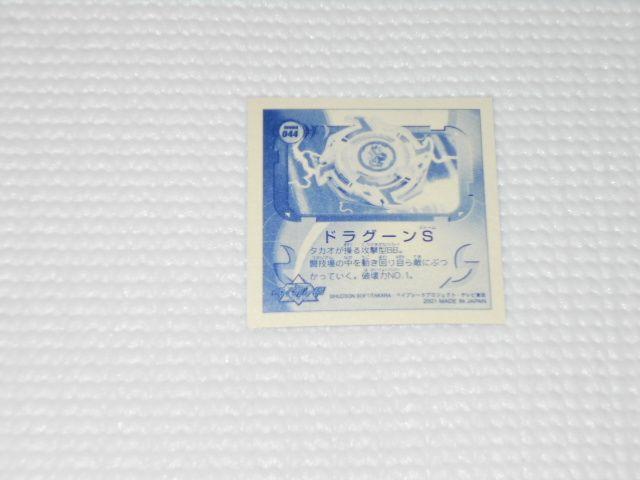 044
ドラグーンS
タカオが操る攻撃型BB。
闘技場の中を動き回り自ら敵にぶつ
かっていく。破壊力NO.1。
©HUDSON SOFT/TAKARA・ベイブレードプロジェクト・テレビ東京
2001 MADE IN JAPAN